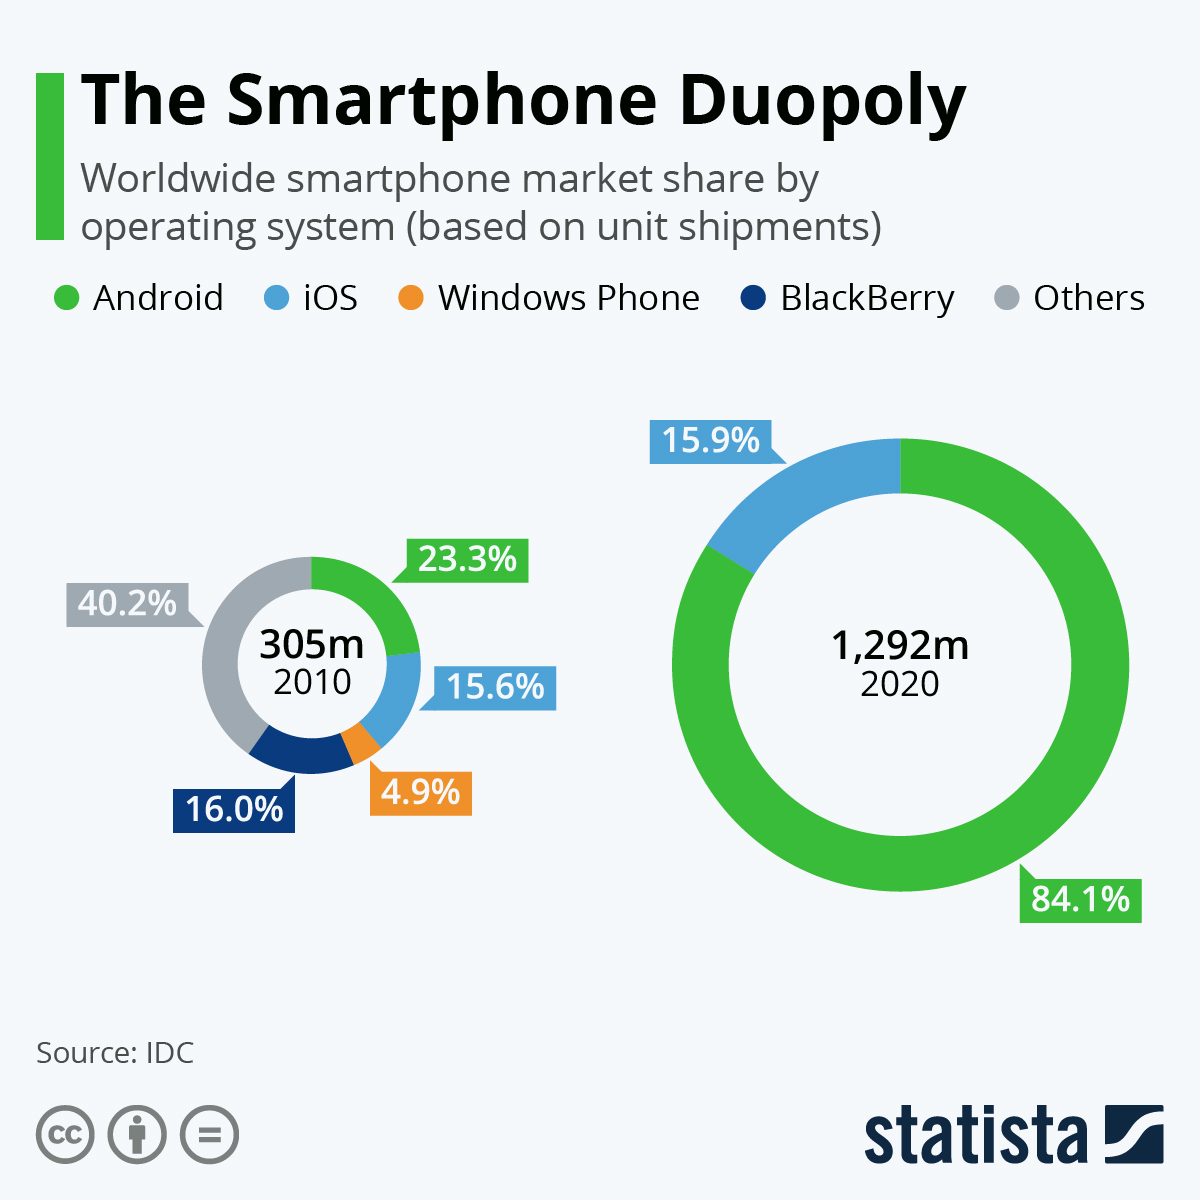 The Smartphone Duopoly
Worldwide smartphone market share by
operating system (based on unit shipments)
Android iOS Windows Phone BlackBerry Others
15.9%
23.3%
40.2%
305m
2010
15.6%
4.9%
16.0%
1,292m
2020
84.1%
Source: IDC
cc
statista